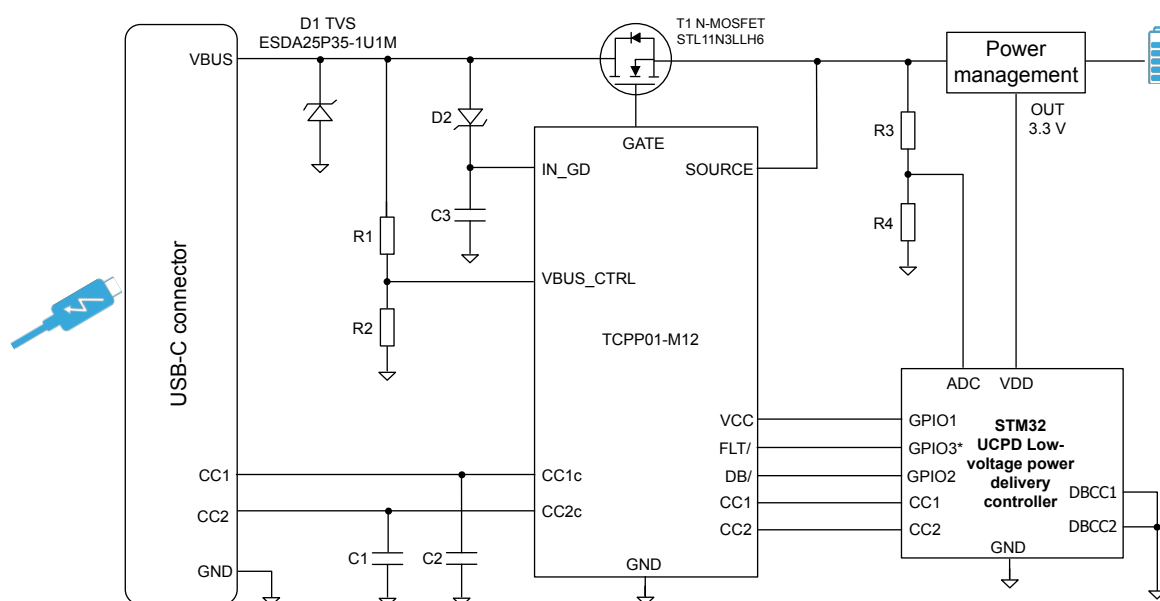 D1 TVS
ESDA25P35-1U1M
T1 N-MOSFET
STL11N3LLH6
VBUS
Power
management
OUT
3.3 V
D2
GATE
IN_GD
SOURCE
R3
C3
R4
R1
VBUS_CTRL
R2
TCPP01-M12
USB-C connector
ADC
VDD
VCC
GPIO1
STM32
UCPD Low-
voltage power
delivery
controller
FLT/
GPIO3*
DB/
GPIO2
CC1
CC1c
CC1
CC1
DBCC1
CC2
CC2c
CC2
CC2
DBCC2
C1
C2
GND
GND
GND